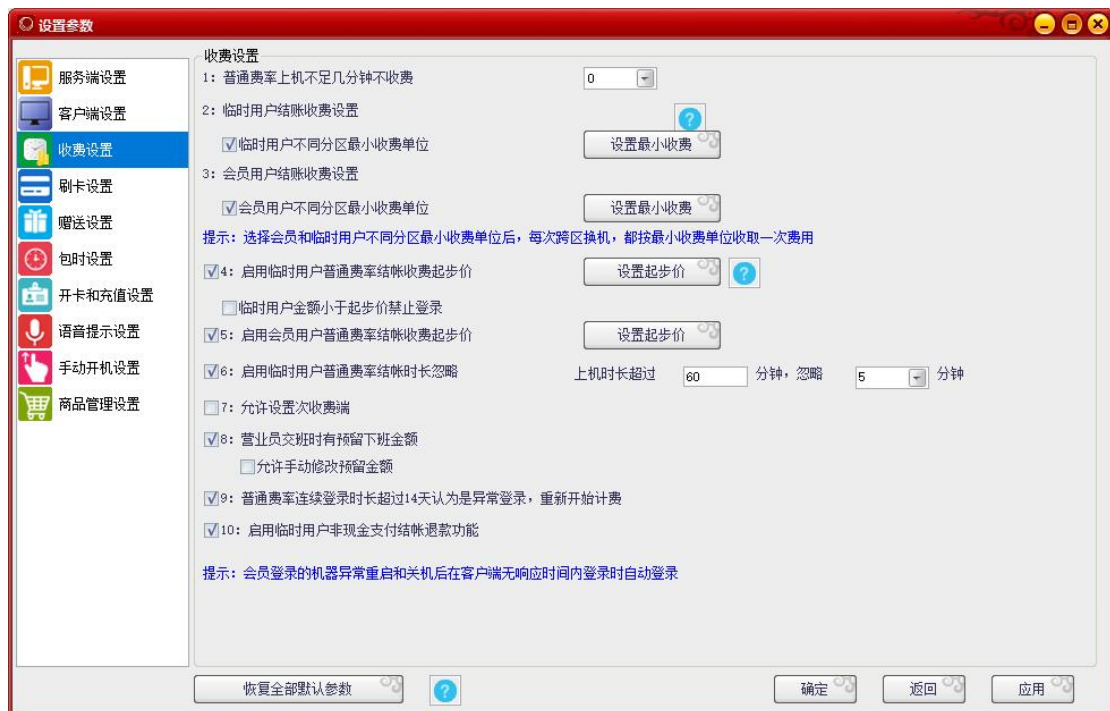 设置参数
服务端设置
客户端设置
收费设置
刷卡设置
赠送设置
包时设置
开卡和充值设置
语音提示设置
手动开机设置
商品管理设置
收费设置
1: 普通费率上机不足几分钟不收费 0
2: 临时用户结账收费设置 ?
临时用户不同分区最小收费单位 设置最小收费
3: 会员用户结账收费设置
会员用户不同分区最小收费单位 设置最小收费
提示: 选择会员和临时用户不同分区最小收费单位后, 每次跨区换机, 都按最小收费单位收取一次费用
4: 启用临时用户普通费率结帐收费起步价 设置起步价 ?
临时用户金额小于起步价禁止登录
5: 启用会员用户普通费率结帐收费起步价 设置起步价
6: 启用临时用户普通费率结帐时长忽略 上机时长超过 60 分钟, 忽略 5 分钟
7: 允许设置次收费端
8: 营业员交班时有预留下班金额
允许手动修改预留金额
9: 普通费率连续登录时长超过14天认为是异常登录, 重新开始计费
10: 启用临时用户非现金支付结帐退款功能
提示: 会员登录的机器异常重启和关机后在客户端无响应时间内登录时自动登录
恢复全部默认参数 ? 确定 返回 应用